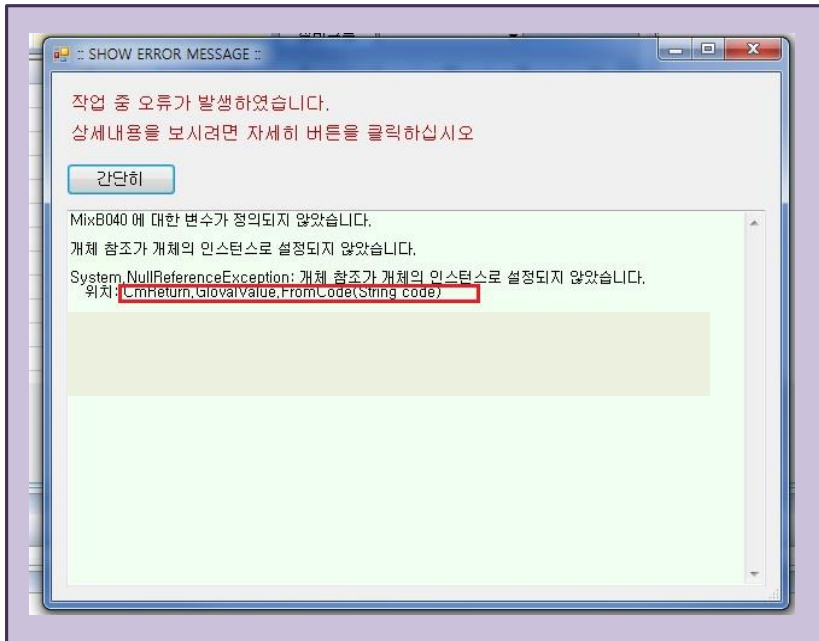 :: SHOW ERROR MESSAGE ::
작업 중 오류가 발생하였습니다.
상세내용을 보시려면 자세히 버튼을 클릭하십시오
간단히
MixB040 에 대한 변수가 정의되지 않았습니다.
개체 참조가 개체의 인스턴스로 설정되지 않았습니다.
System.NullReferenceException: 개체 참조가 개체의 인스턴스로 설정되지 않았습니다.
위치: CmReturn.GlovalValue.FromCode(String code)